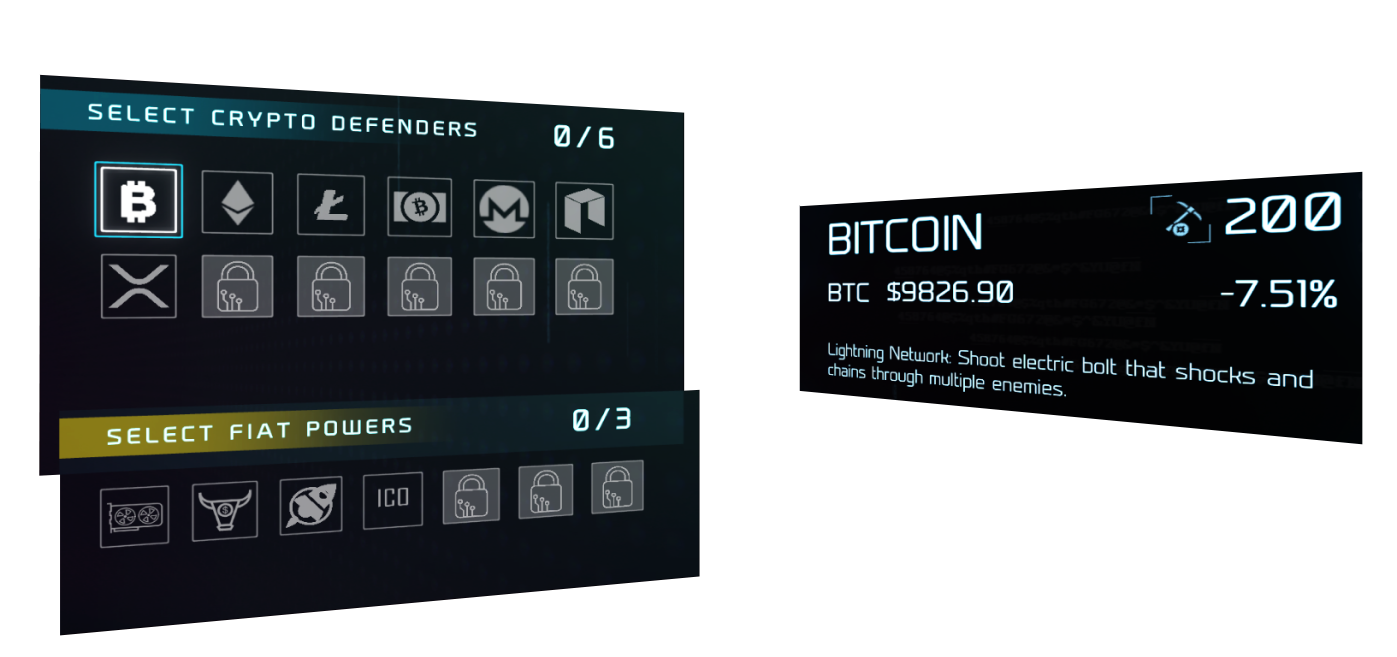 SELECT CRYPTO DEFENDERS 0/6
SELECT FIAT POWERS 0/3
ICO
BITCOIN 200
BTC $9826.90 -7.51%
Lightning Network: Shoot electric bolt that shocks and
chains through multiple enemies.